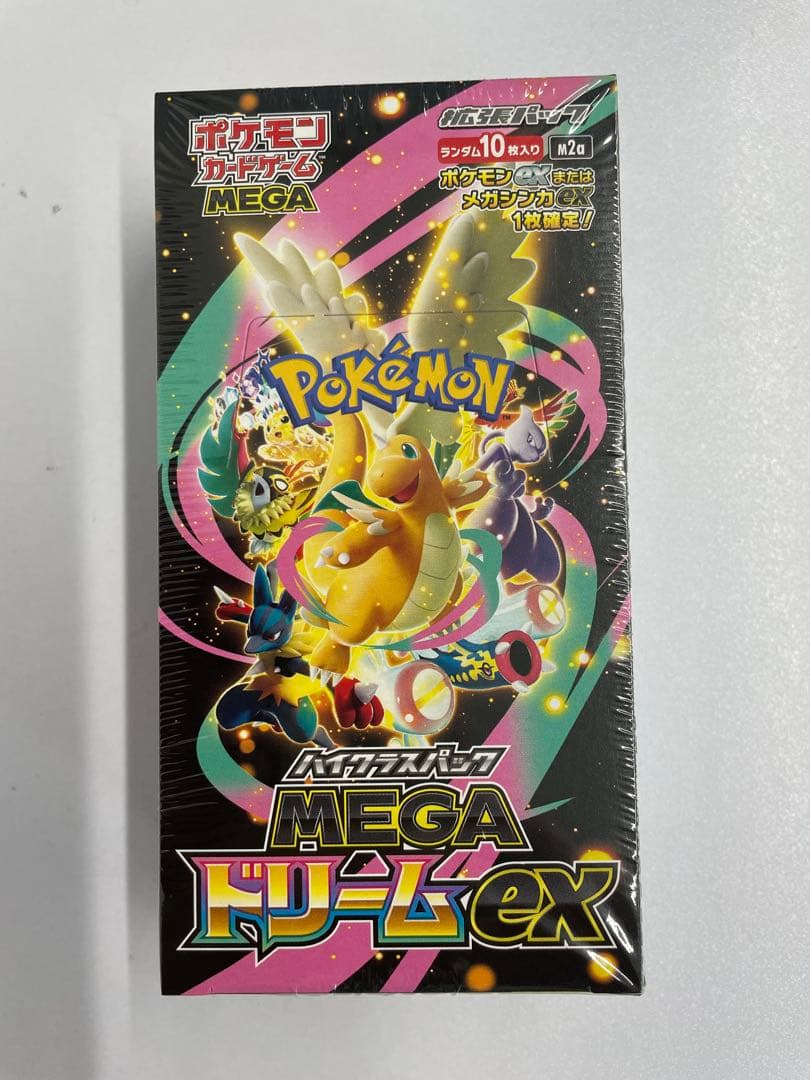 ポケモン
カードゲーム
MEGA
拡張パック
ランダム10枚入り M2a
ポケモンexまたは
メガシンカex
1枚確定!
POKéMON
TM
ハイクラスパック
MEGA
ドリームex